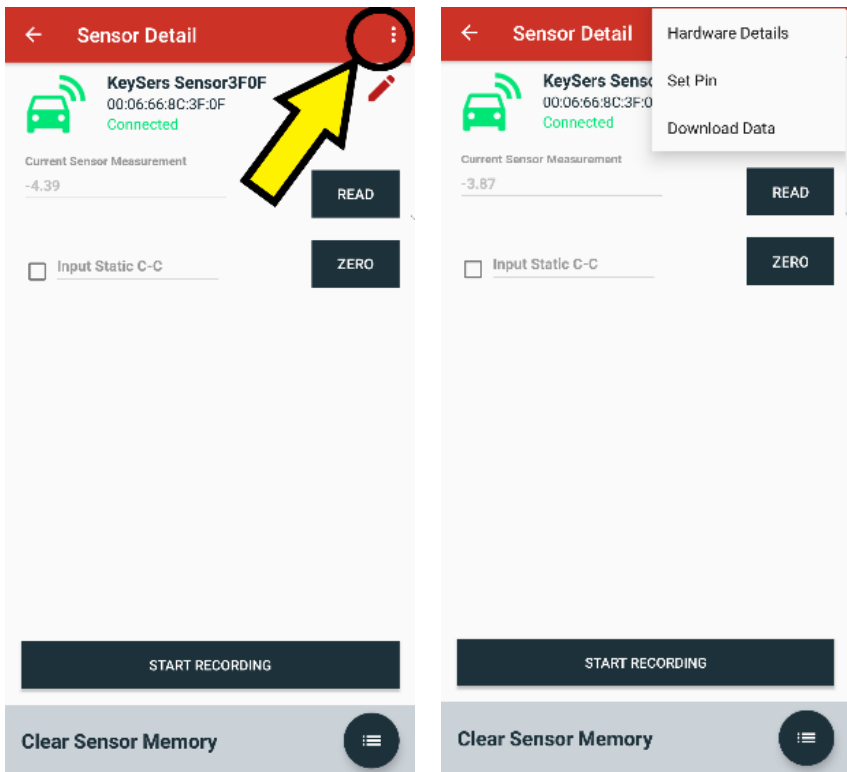 Sensor Detail
KeySers Sensor3F0F
00:06:66:8C:3F:0F
Connected
Current Sensor Measurement
-4.39
READ
Input Static C-C
ZERO
START RECORDING
Clear Sensor Memory
Sensor Detail
Hardware Details
Set Pin
Download Data
KeySers Senso
00:06:66:8C:3F:0
Connected
Current Sensor Measurement
-3.87
READ
Input Static C-C
ZERO
START RECORDING
Clear Sensor Memory